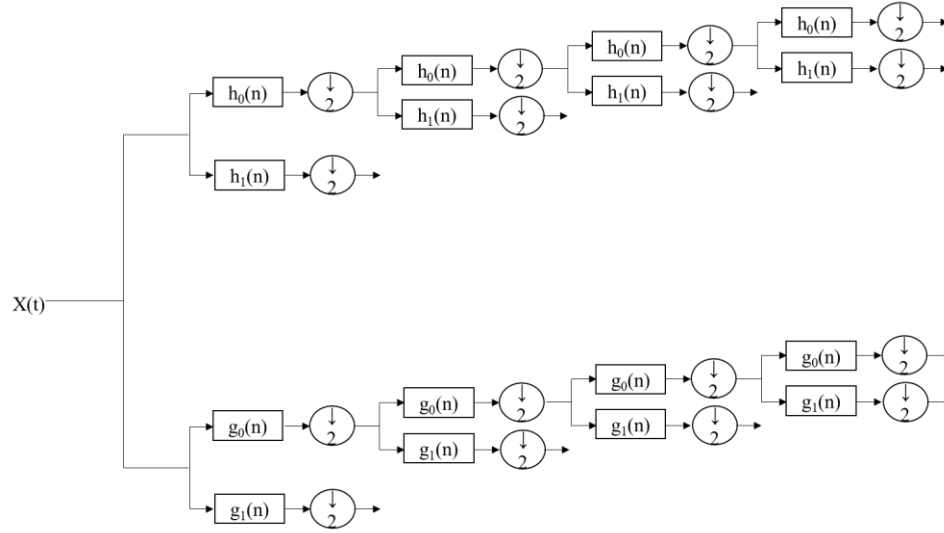 h₀(n) ↓ 2
h₀(n) ↓ 2
h₀(n) ↓ 2
h₀(n) ↓ 2
h₁(n) ↓ 2
h₁(n) ↓ 2
h₁(n) ↓ 2
h₁(n) ↓ 2
X(t)
g₀(n) ↓ 2
g₀(n) ↓ 2
g₀(n) ↓ 2
g₁(n) ↓ 2
g₀(n) ↓ 2
g₁(n) ↓ 2
g₁(n) ↓ 2
g₁(n) ↓ 2